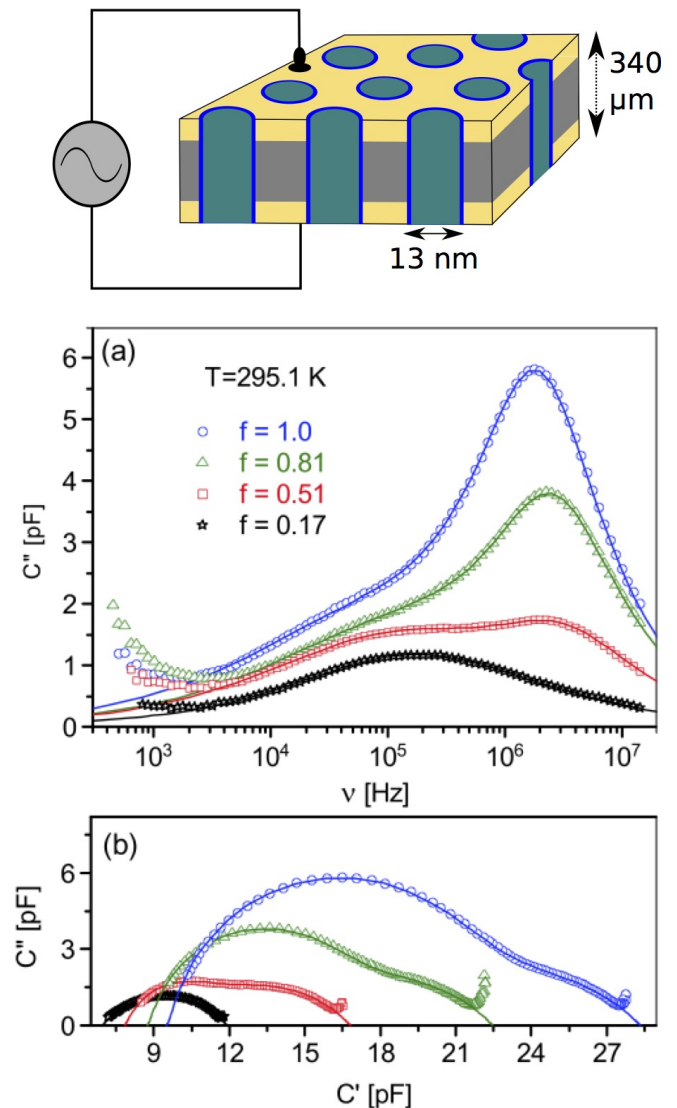 340
μm
13 nm
(a)
T=295.1 K
f = 1.0
f = 0.81
f = 0.51
f = 0.17
C" [pF]
6
5
4
3
2
1
0
10³ 10⁴ 10⁵ 10⁶ 10⁷
ν [Hz]
(b)
C" [pF]
6
3
0
9 12 15 18 21 24 27
C' [pF]